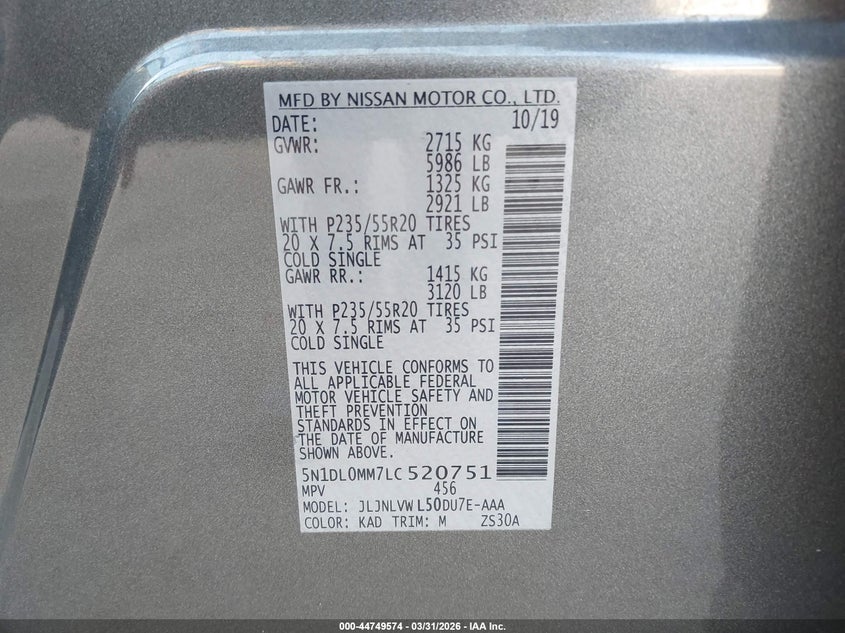 MFD BY NISSAN MOTOR CO., LTD.
DATE: 10/19
GVWR: 2715 KG
5986 LB
GAWR FR.: 1325 KG
2921 LB
WITH P235/55R20 TIRES
20 X 7.5 RIMS AT 35 PSI
COLD SINGLE
GAWR RR.: 1415 KG
3120 LB
WITH P235/55R20 TIRES
20 X 7.5 RIMS AT 35 PSI
COLD SINGLE
THIS VEHICLE CONFORMS TO
ALL APPLICABLE FEDERAL
MOTOR VEHICLE SAFETY AND
THEFT PREVENTION
STANDARDS IN EFFECT ON
THE DATE OF MANUFACTURE
SHOWN ABOVE.
5N1DL0MM7LC520751
MPV 456
MODEL: JLJNLVWL50DU7E-AAA
COLOR: KAD TRIM: M ZS30A
000-44749574 — 03/31/2026 — IAA Inc.